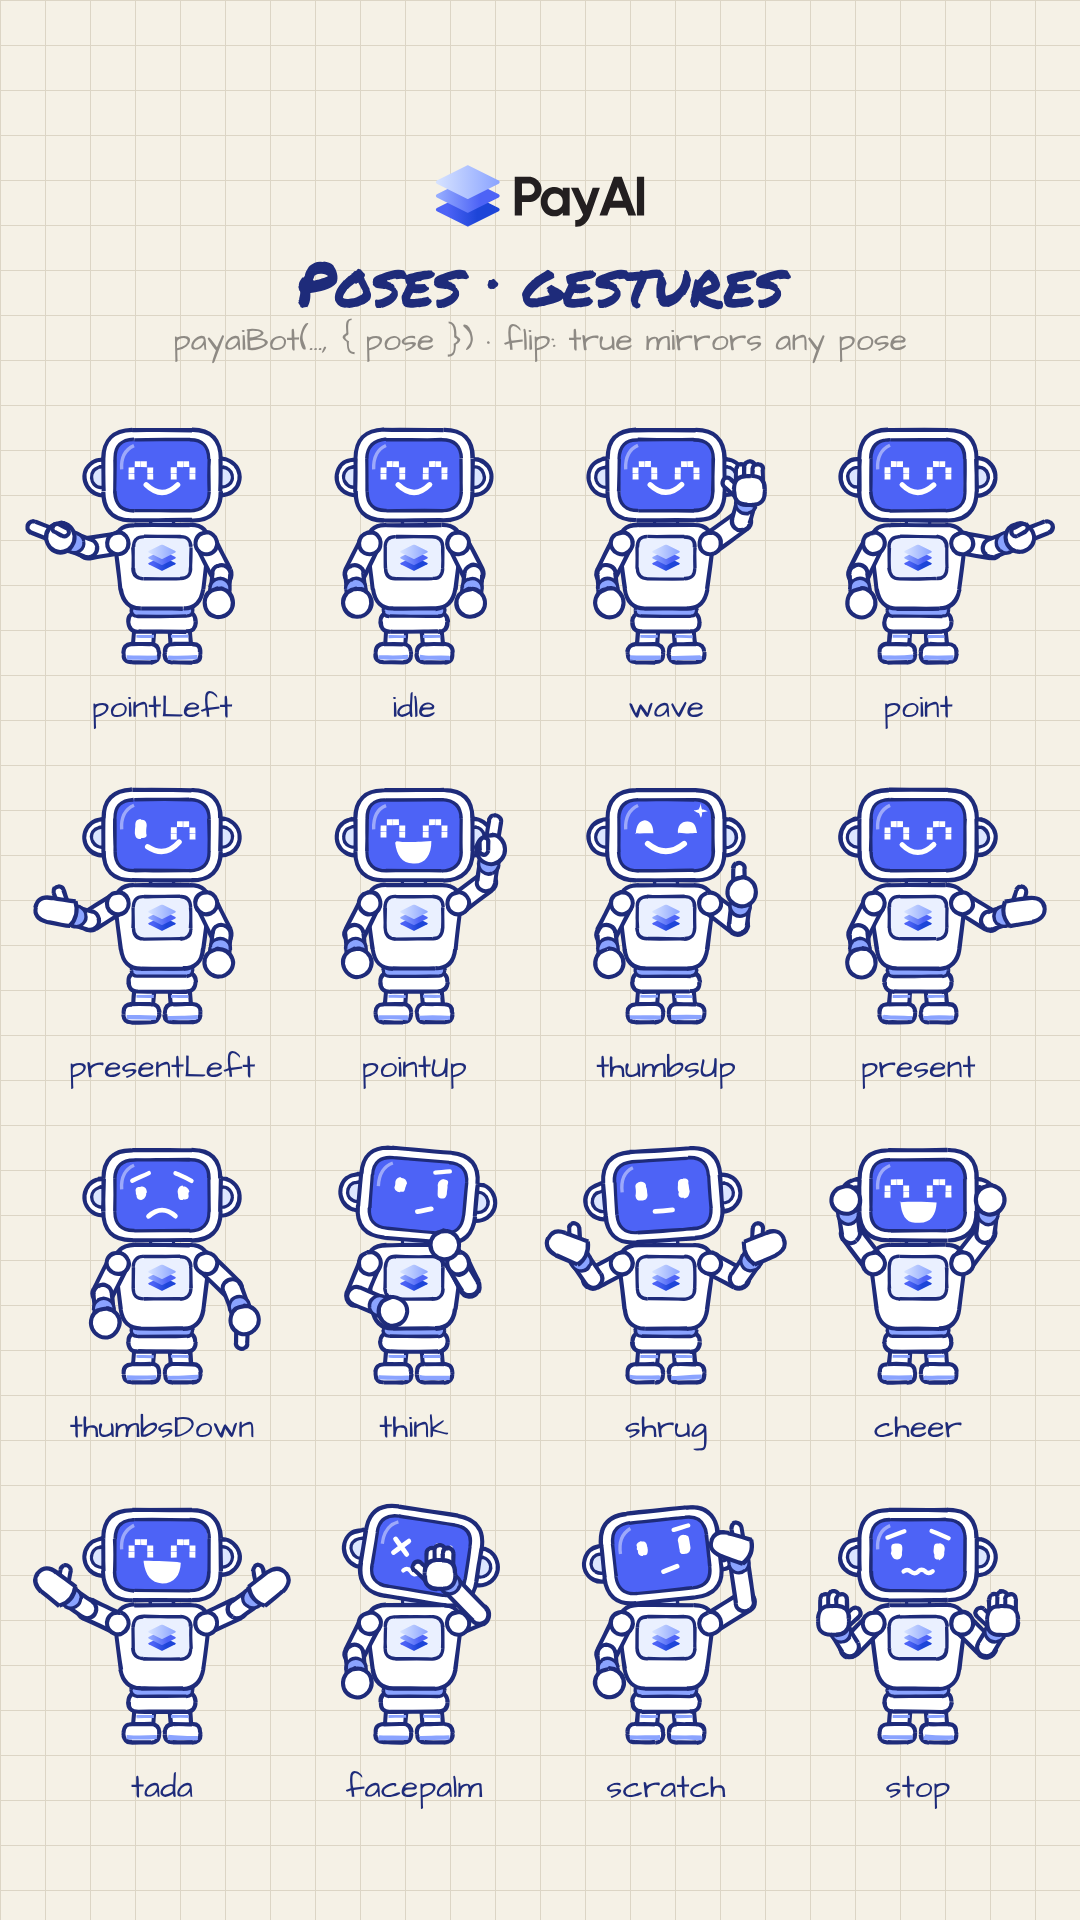 PayAI
Poses · gestures
payaiBot(..., { pose }) · flip: true mirrors any pose
pointLeft
idle
wave
point
presentLeft
pointUp
thumbsUp
present
thumbsDown
think
shrug
cheer
tada
facepalm
scratch
stop